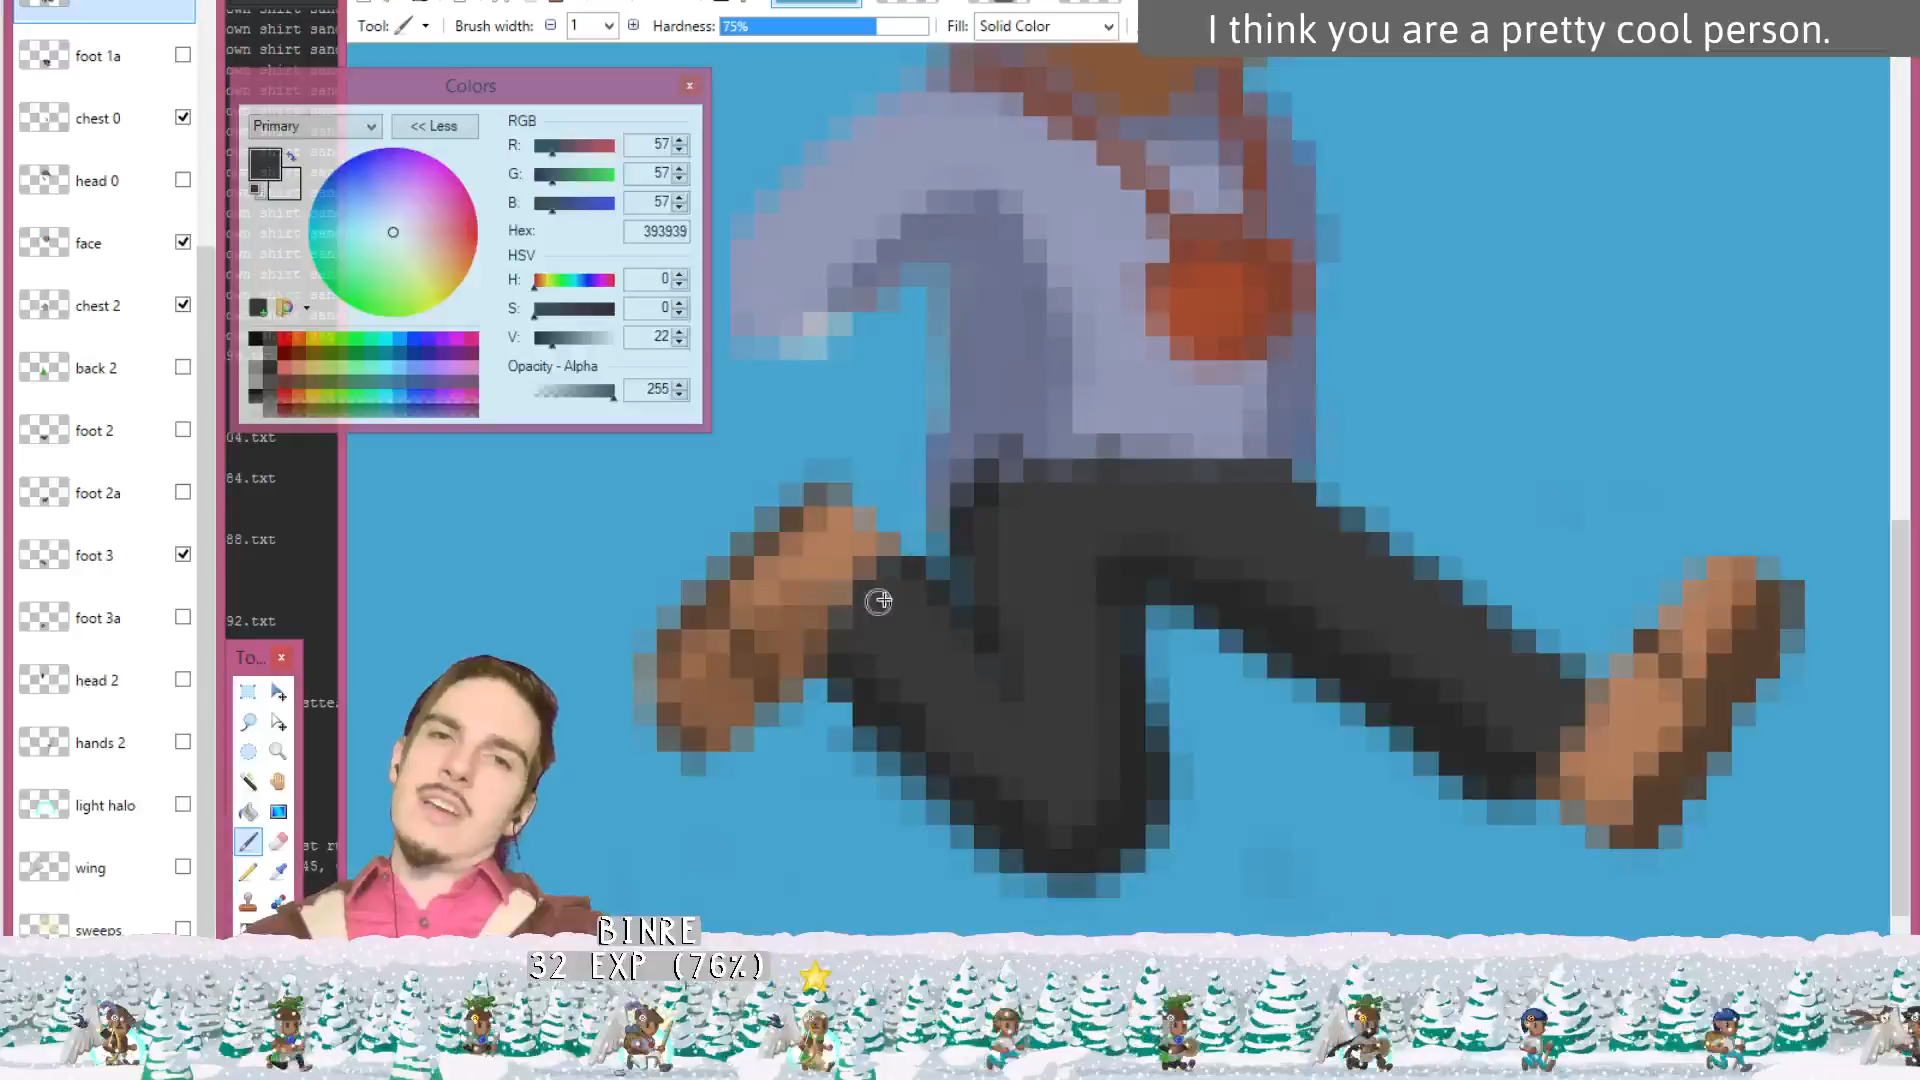 I think you are a pretty cool person.
Tool:
Brush width:
1
Hardness:
75%
Fill:
Solid Color
foot 1a
chest 0
head 0
face
chest 2
back 2
foot 2
foot 2a
foot 3
foot 3a
head 2
hands 2
light halo
wing
sweeps
Colors
Primary
<< Less
RGB
R:
57
G:
57
B:
57
Hex:
393939
HSV
H:
0
S:
0
V:
22
Opacity - Alpha
255
04.txt
84.txt
88.txt
92.txt
To...
BINRE
32 EXP (76%)